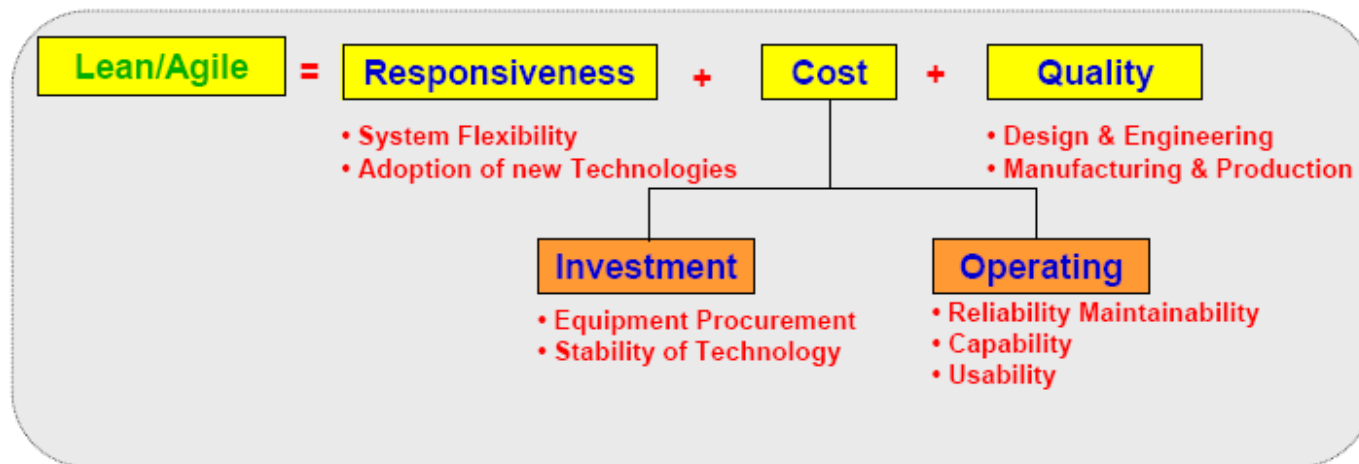 Lean/Agile = Responsiveness + Cost + Quality
• System Flexibility
• Adoption of new Technologies
• Design & Engineering
• Manufacturing & Production
Investment
• Equipment Procurement
• Stability of Technology
Operating
• Reliability Maintainability
• Capability
• Usability